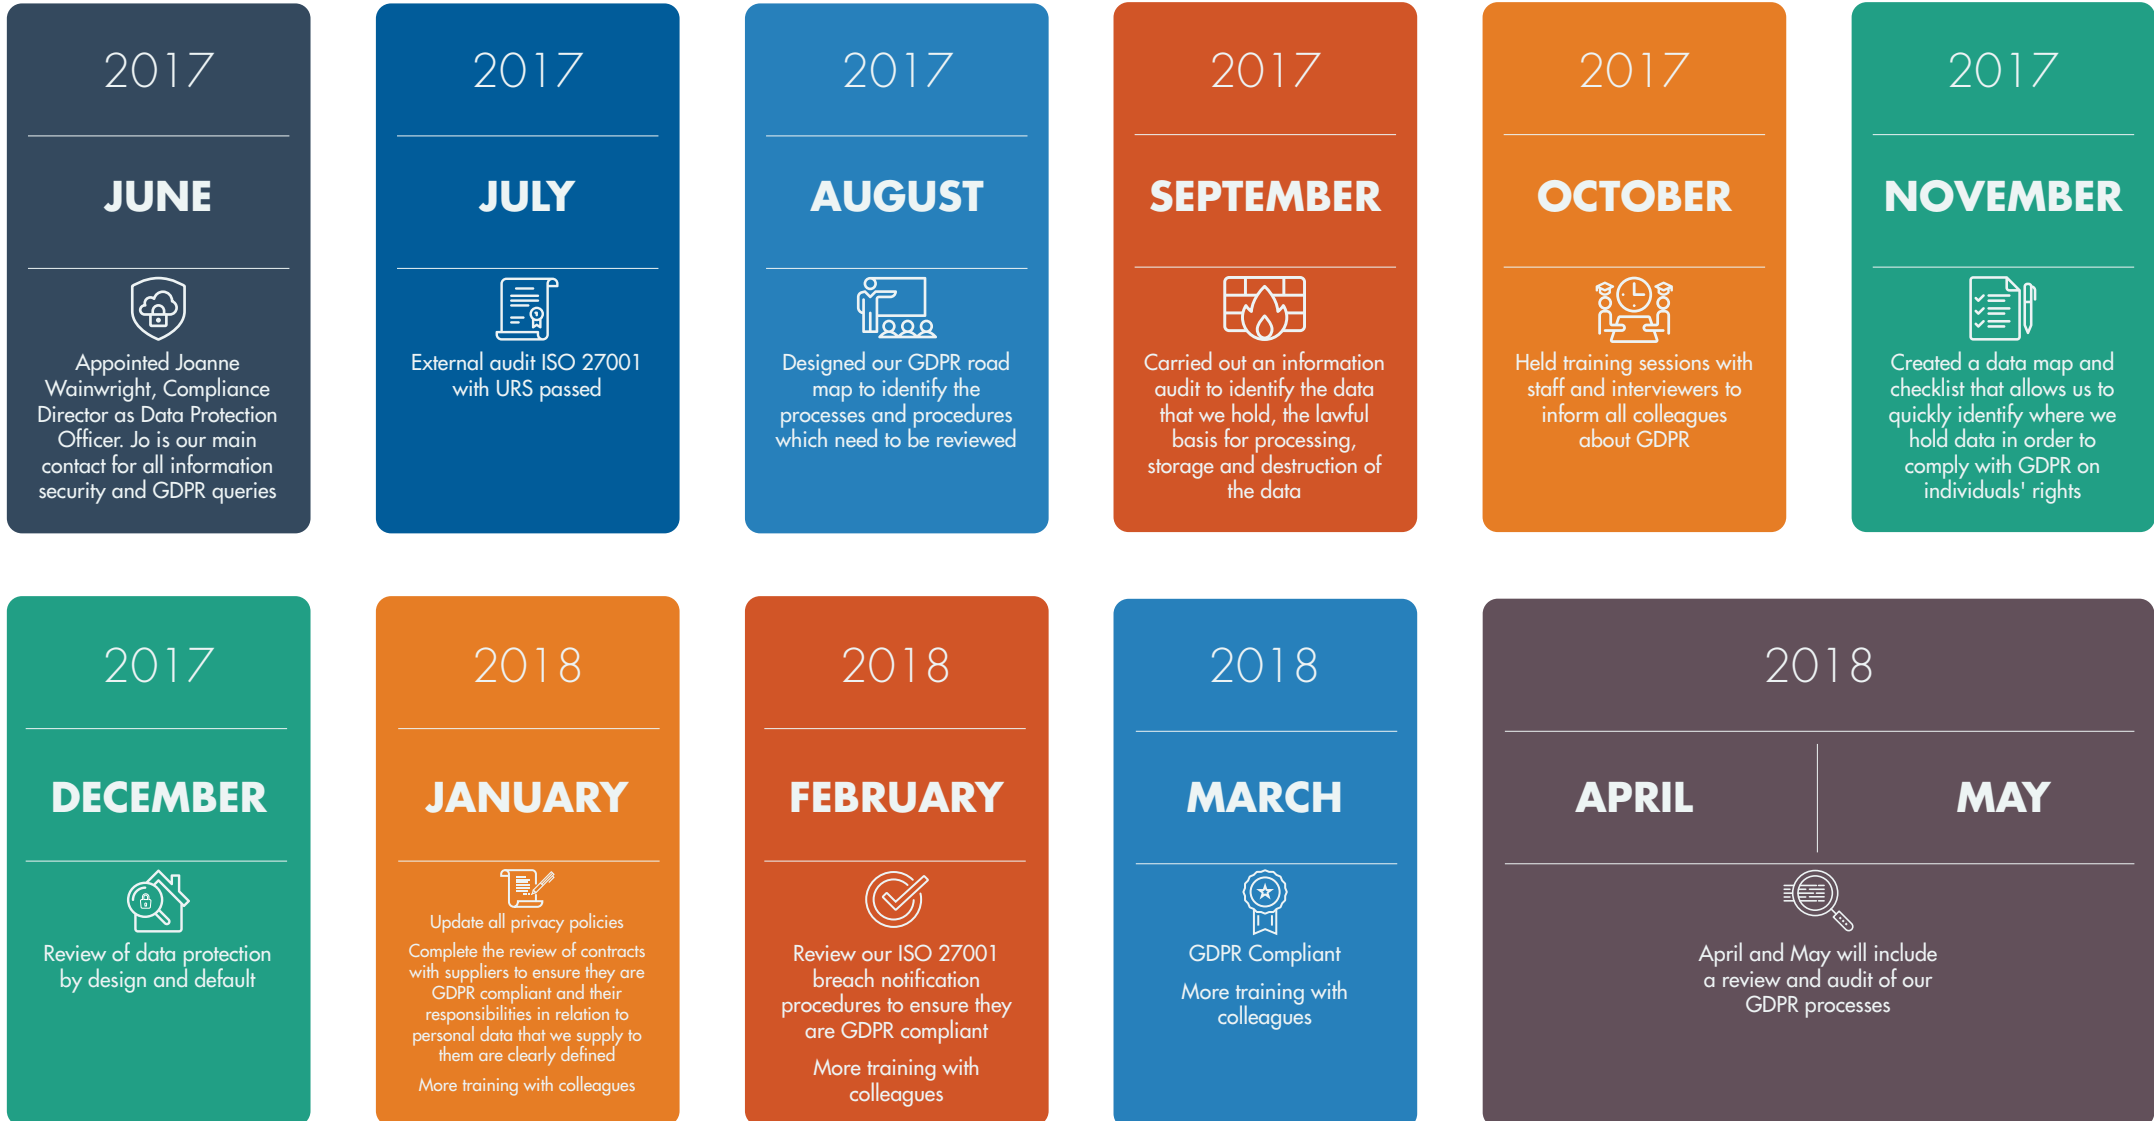 2017
JUNE
Appointed Joanne
Wainwright, Compliance
Director as Data Protection
Officer. Jo is our main
contact for all information
security and GDPR queries
2017
JULY
External audit ISO 27001
with URS passed
2017
AUGUST
Designed our GDPR road
map to identify the
processes and procedures
which need to be reviewed
2017
SEPTEMBER
Carried out an information
audit to identify the data
that we hold, the lawful
basis for processing,
storage and destruction of
the data
2017
OCTOBER
Held training sessions with
staff and interviewers to
inform all colleagues
about GDPR
2017
NOVEMBER
Created a data map and
checklist that allows us to
quickly identify where we
hold data in order to
comply with GDPR on
individuals' rights
2017
DECEMBER
Review of data protection
by design and default
2018
JANUARY
Update all privacy policies
Complete the review of contracts
with suppliers to ensure they are
GDPR compliant and their
responsibilities in relation to
personal data that we supply to
them are clearly defined
More training with colleagues
2018
FEBRUARY
Review our ISO 27001
breach notification
procedures to ensure they
are GDPR compliant
More training with
colleagues
2018
MARCH
GDPR Compliant
More training with
colleagues
2018
APRIL
MAY
April and May will include
a review and audit of our
GDPR processes